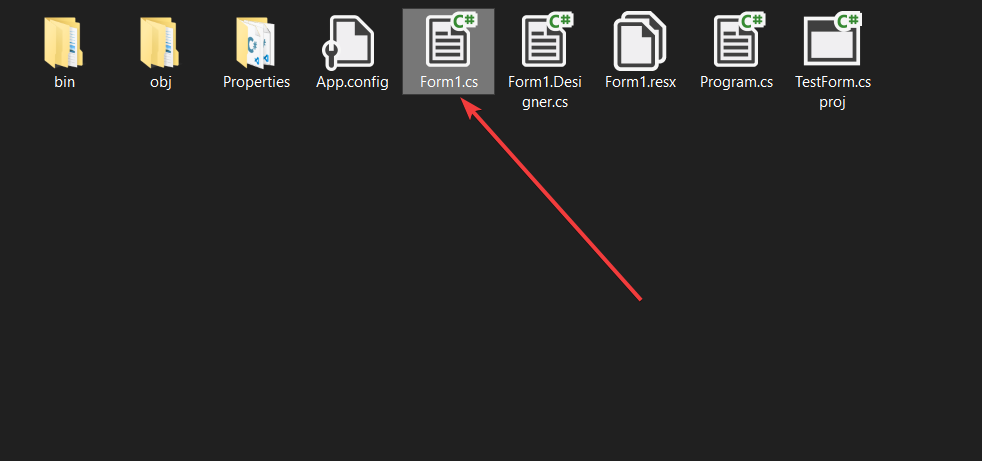 C#
C#
C#
C#
C#
bin
obj
Properties
App.config
Form1.cs
Form1.Desi
gner.cs
Form1.resx
Program.cs
TestForm.cs
proj